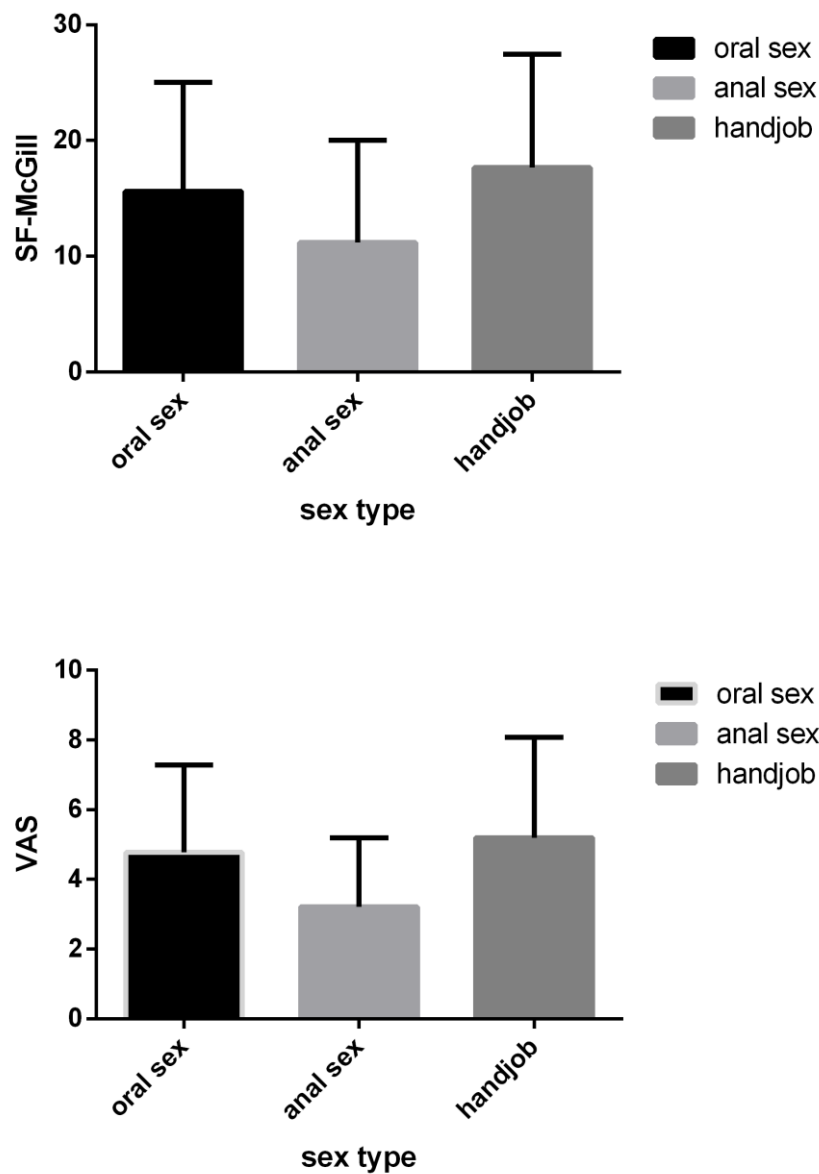 30
20
10
0
SF-McGill
oral sex
anal sex
handjob
sex type
oral sex
anal sex
handjob
10
8
6
4
2
0
VAS
oral sex
anal sex
handjob
sex type
oral sex
anal sex
handjob